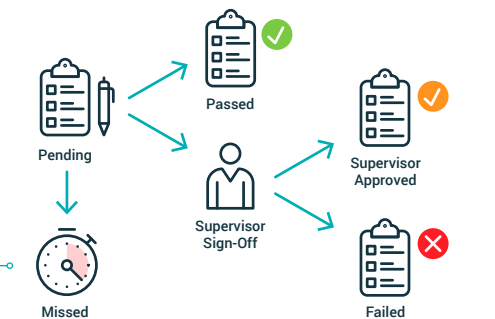 Passed
Pending
Supervisor
Approved
Supervisor
Sign-Off
Missed
Failed